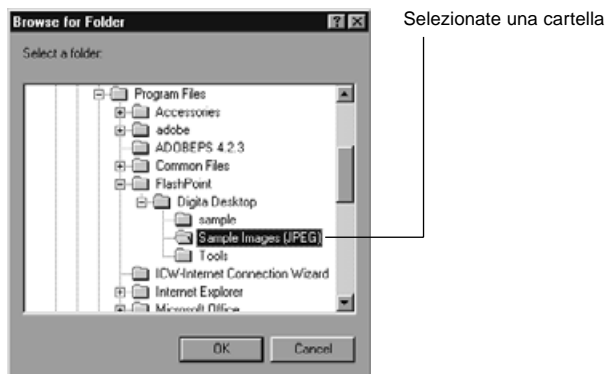 Browse for Folder
Selezionate una cartella
Select a folder:
Program Files
Accessories
adobe
ADOBEPS 4.2.3
Common Files
FlashPoint
Digita Desktop
sample
Sample Images (JPEG)
Tools
ICW-Internet Connection Wizard
Internet Explorer
Microsoft Office
OK
Cancel